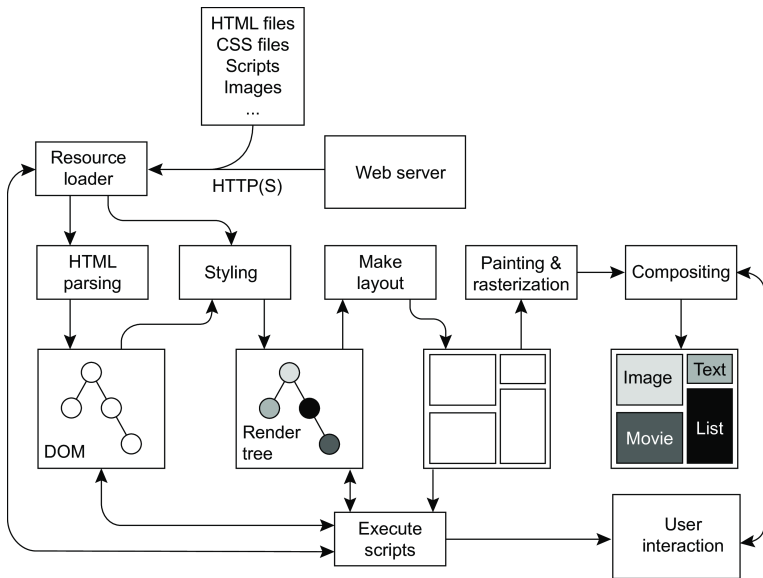 HTML files
CSS files
Scripts
Images
...
Resource
loader
HTTP(S)
Web server
HTML
parsing
Styling
Make
layout
Painting &
rasterization
Compositing
DOM
Render
tree
Image
Text
Movie
List
Execute
scripts
User
interaction